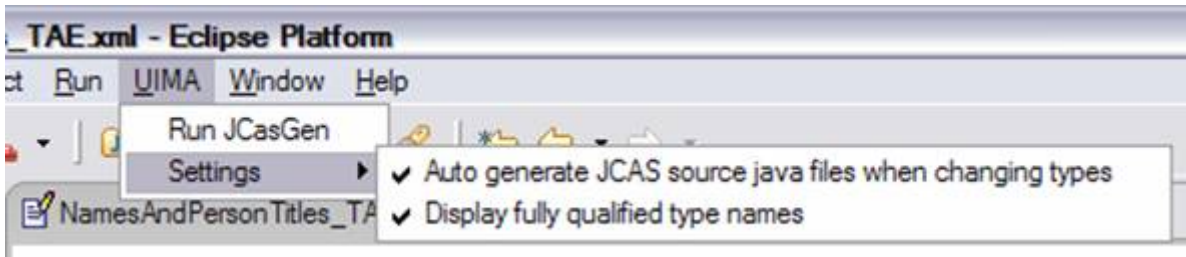 _TAE.xml - Eclipse Platform
ct Run UIMA Window Help
Run JCasGen
Settings
Auto generate JCAS source java files when changing types
NamesAndPersonTitles_TA
Display fully qualified type names